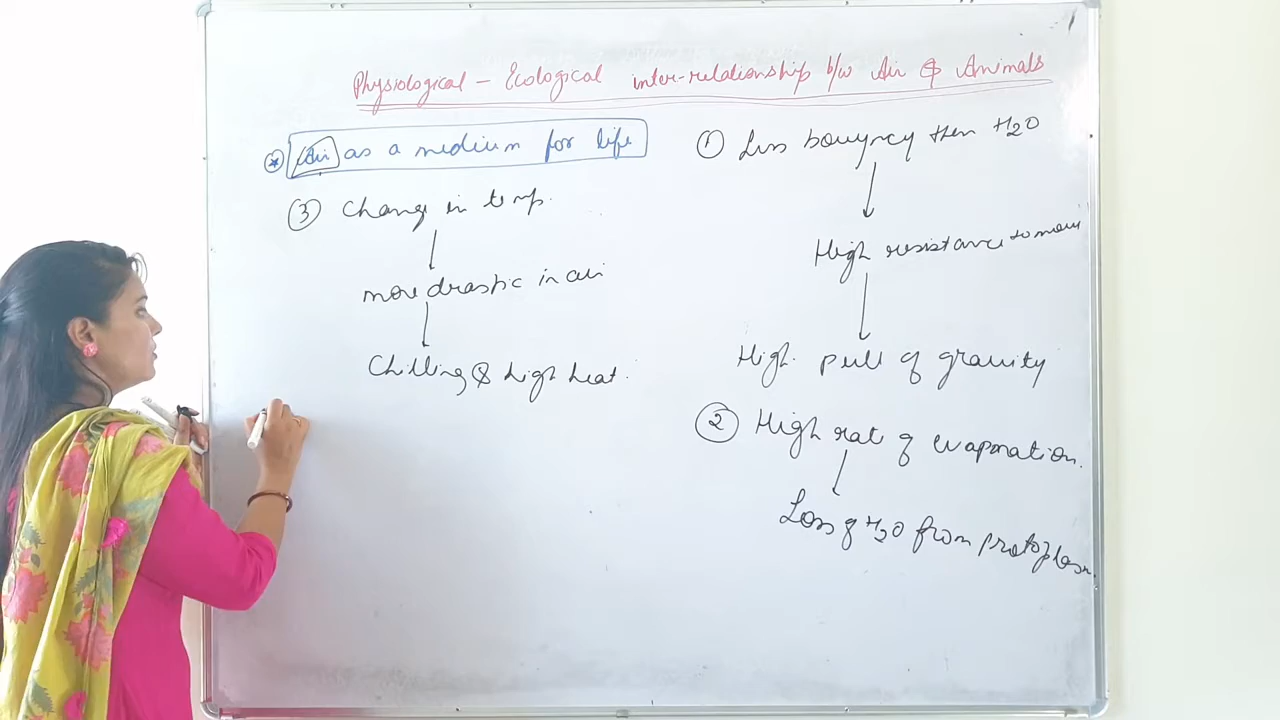 Physiological - Ecological inter-relationship b/w Air & Animals
* Air as a medium for life
① Less bouyncy then H2O
High resistance to move
High pull of gravity
② High rat of evaporation.
Loss of H2O from protoplasm.
③ Change in temp.
more drastic in air
Chilling & high heat.